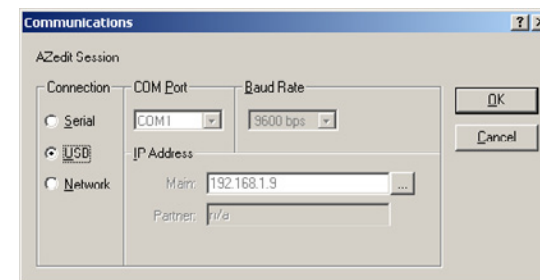 Communications
AZedit Session
Connection
COM Port
Baud Rate
OK
Serial
COM1
9600 bps
Cancel
USB
IP Address
Network
Main:
192.168.1.9
...
Partner:
n/a